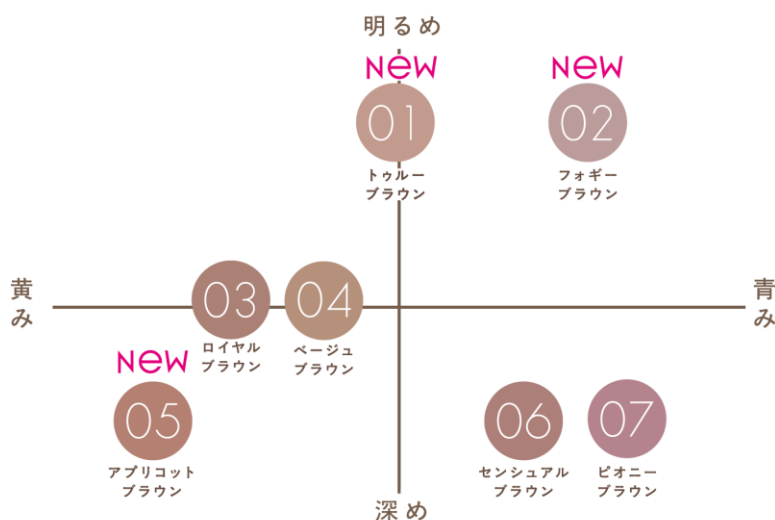 明るめ
NEW
NEW
01
02
トゥルー
ブラウン
フォギー
ブラウン
黄み
青み
03
04
ロイヤル
ブラウン
ベージュ
ブラウン
NEW
05
06
07
アプリコット
ブラウン
センシュアル
ブラウン
ピオニー
ブラウン
深め